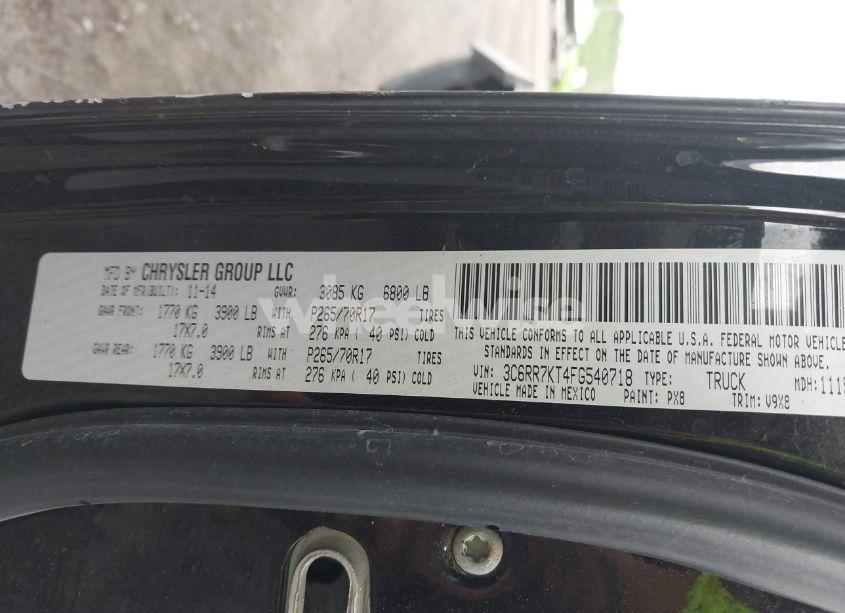 MFD BY CHRYSLER GROUP LLC
DATE OF MFR(BUILT): 11-14 GVWR: 3085 KG 6800 LB
GAWR FRONT: 1770 KG 3900 LB WITH P265/70R17 TIRES
17X7.0 RIMS AT 276 KPA ( 40 PSI) COLD
GAWR REAR: 1770 KG 3900 LB WITH P265/70R17 TIRES
17X7.0 RIMS AT 276 KPA ( 40 PSI) COLD
THIS VEHICLE CONFORMS TO ALL APPLICABLE U.S.A. FEDERAL MOTOR VEHICLE
STANDARDS IN EFFECT ON THE DATE OF MANUFACTURE SHOWN ABOVE.
VIN: 3C6RR7KT4FG540718 TYPE: TRUCK MDH:
VEHICLE MADE IN MEXICO PAINT: PX8 TRIM: V9X8
wheelwise